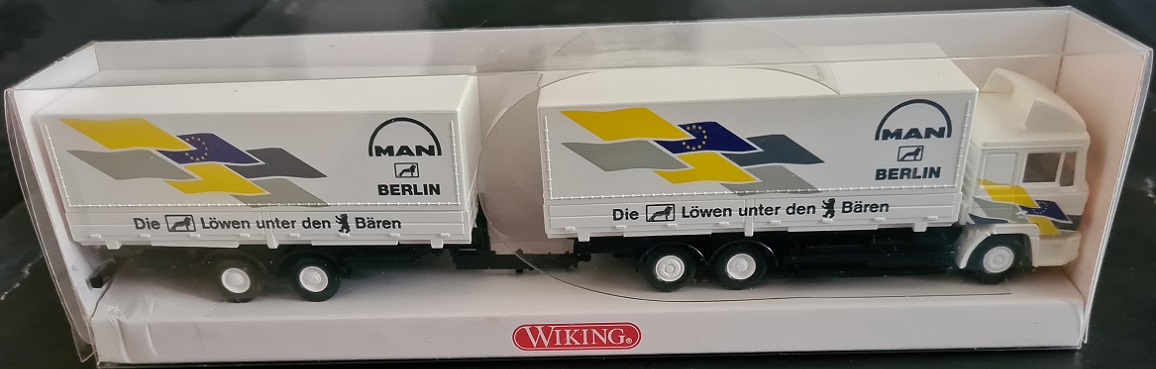 MAN
BERLIN
Die Löwen unter den Bären
MAN
BERLIN
Die Löwen unter den Bären
WIKING®